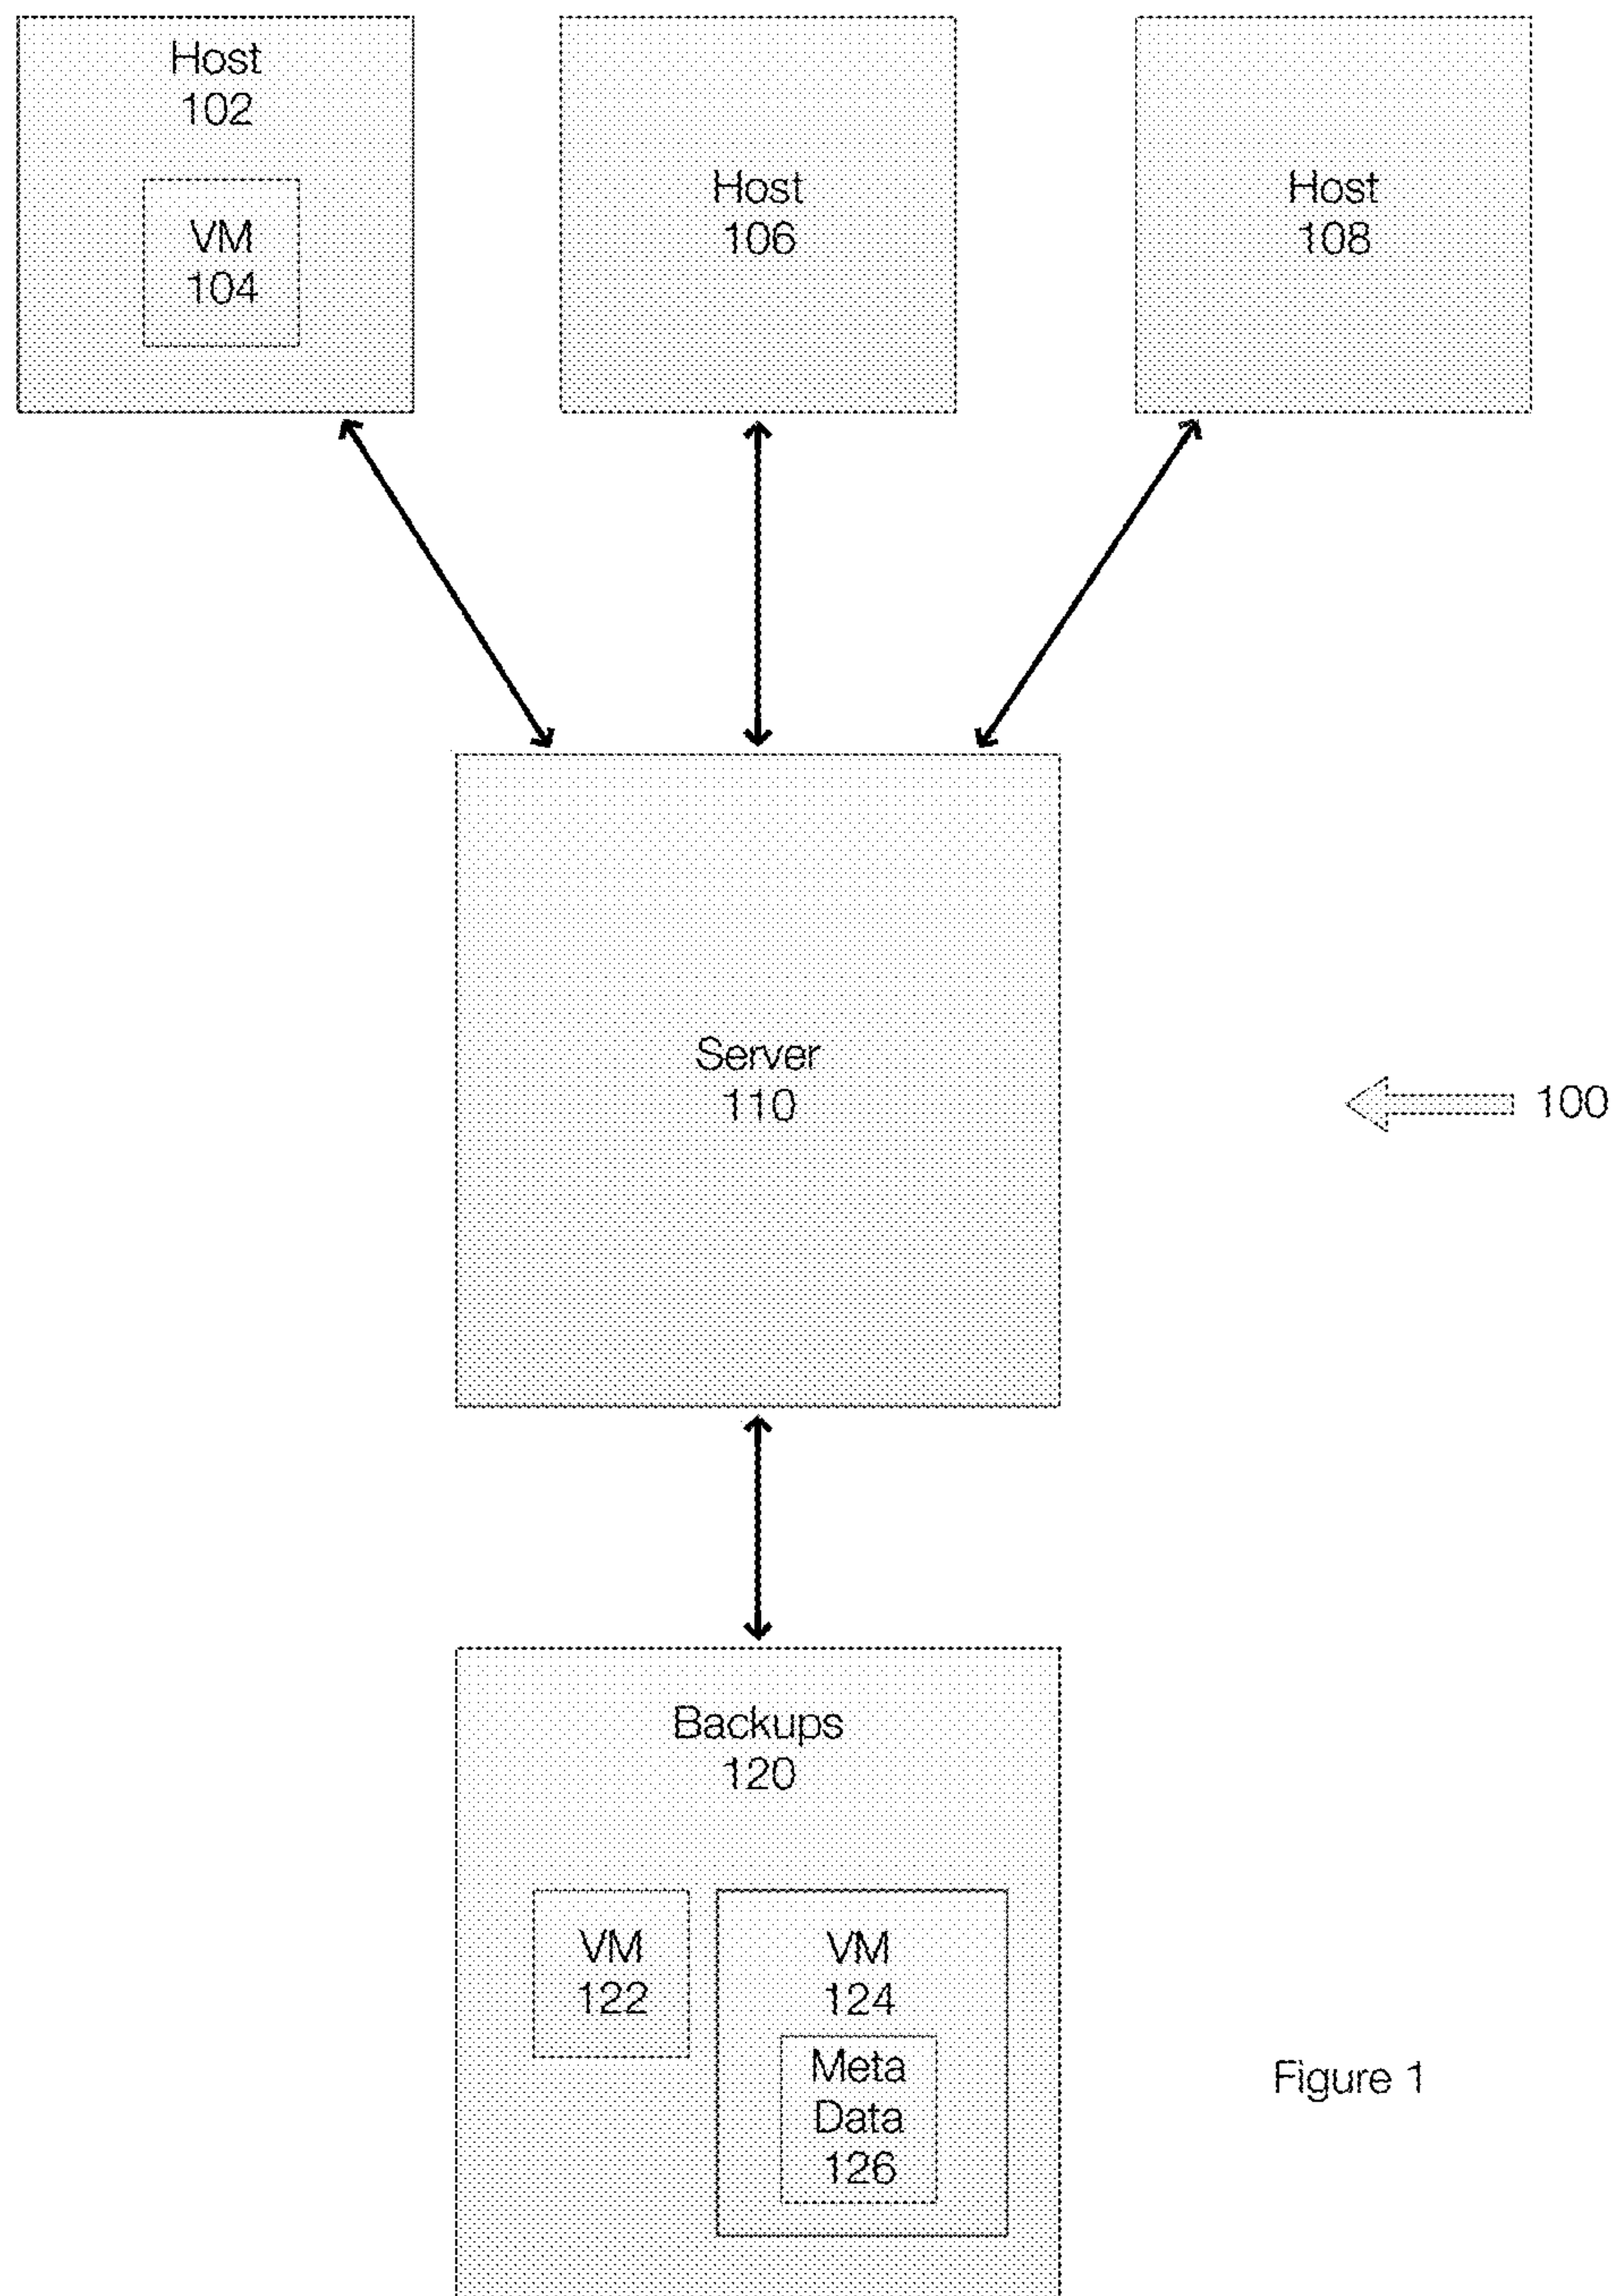 Host
102
VM
104
Host
106
Host
108
Server
110
100
Backups
120
VM
122
VM
124
Meta
Data
126
Figure 1